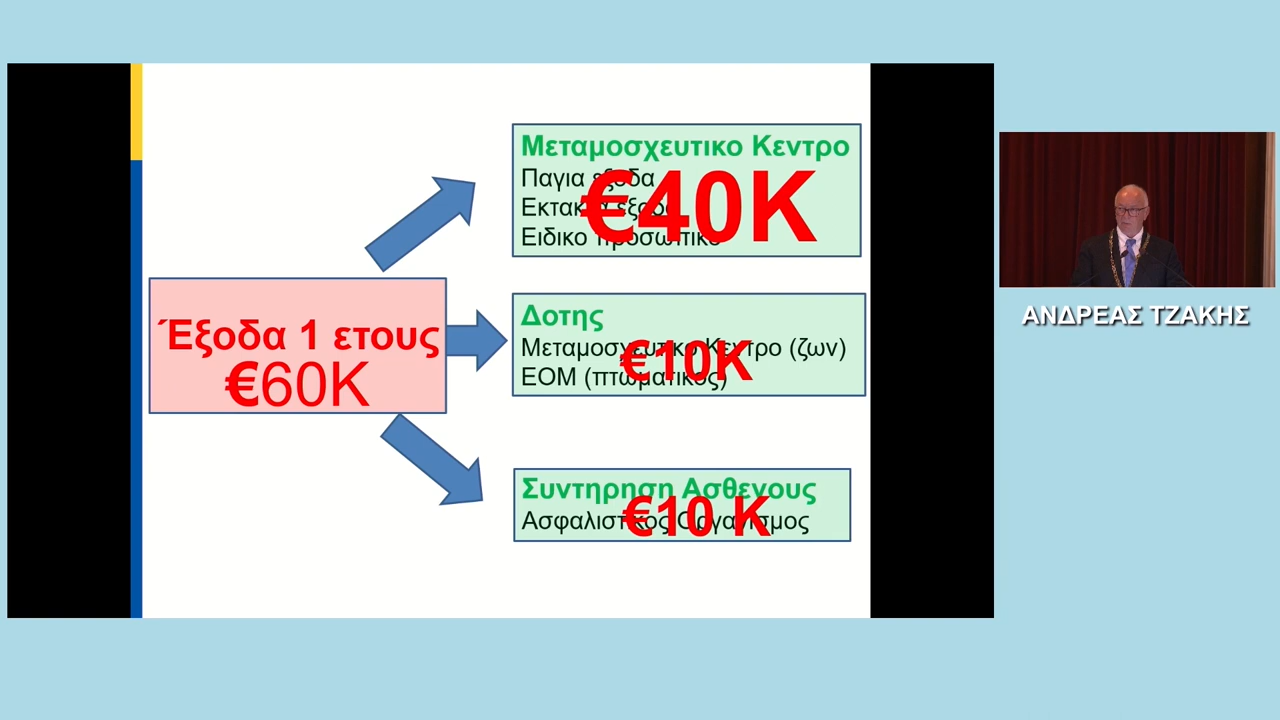 Μεταμοσχευτικο Κεντρο
Παγια εξοδα
Εκτακτα εξοδα
€40K
Ειδικο προσωπικο
Έξοδα 1 ετους
€60K
Δοτης
Μεταμοσχευτικο Κεντρο (ζων)
€10K
ΕΟΜ (πτωματικος)
Συντηρηση Ασθενους
€10 K
Ασφαλιστικος Οργανισμος
ΑΝΔΡΕΑΣ ΤΖΑΚΗΣ